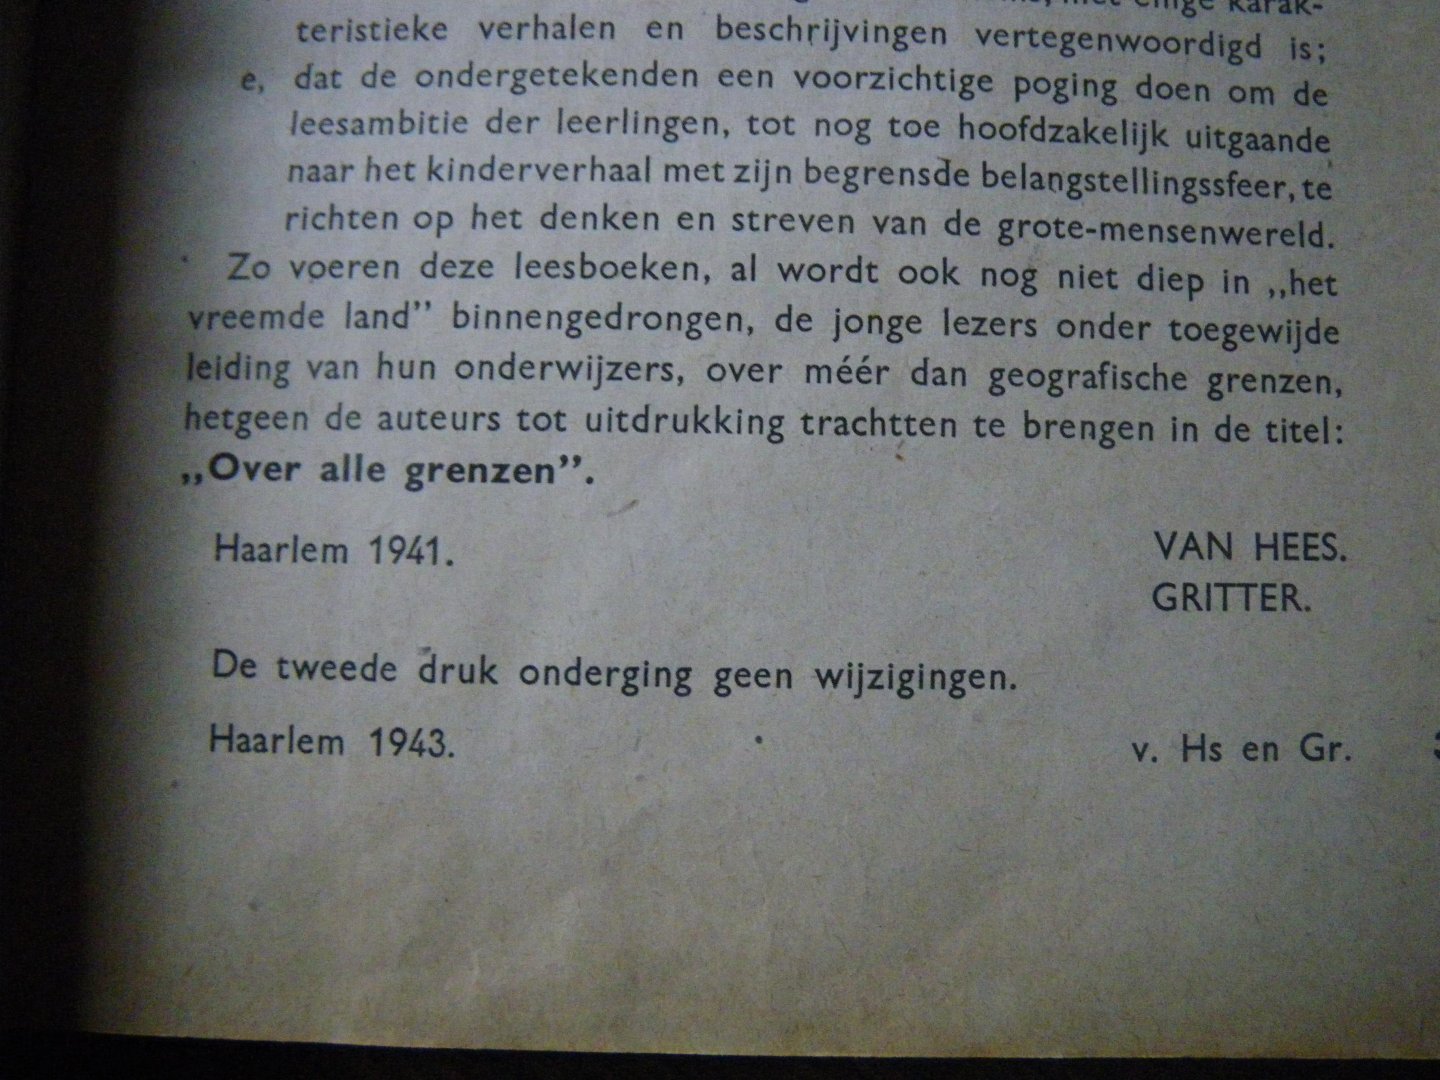 met enige karak-
teristieke verhalen en beschrijvingen vertegenwoordigd is;
e, dat de ondergetekenden een voorzichtige poging doen om de
leesambitie der leerlingen, tot nog toe hoofdzakelijk uitgaande
naar het kinderverhaal met zijn begrensde belangstellingssfeer, te
richten op het denken en streven van de grote-mensenwereld.
Zo voeren deze leesboeken, al wordt ook nog niet diep in „het
vreemde land” binnengedrongen, de jonge lezers onder toegewijde
leiding van hun onderwijzers, over méér dan geografische grenzen,
hetgeen de auteurs tot uitdrukking trachtten te brengen in de titel:
„Over alle grenzen”.
Haarlem 1941. VAN HEES.
GRITTER.
De tweede druk onderging geen wijzigingen.
Haarlem 1943. v. Hs en Gr.